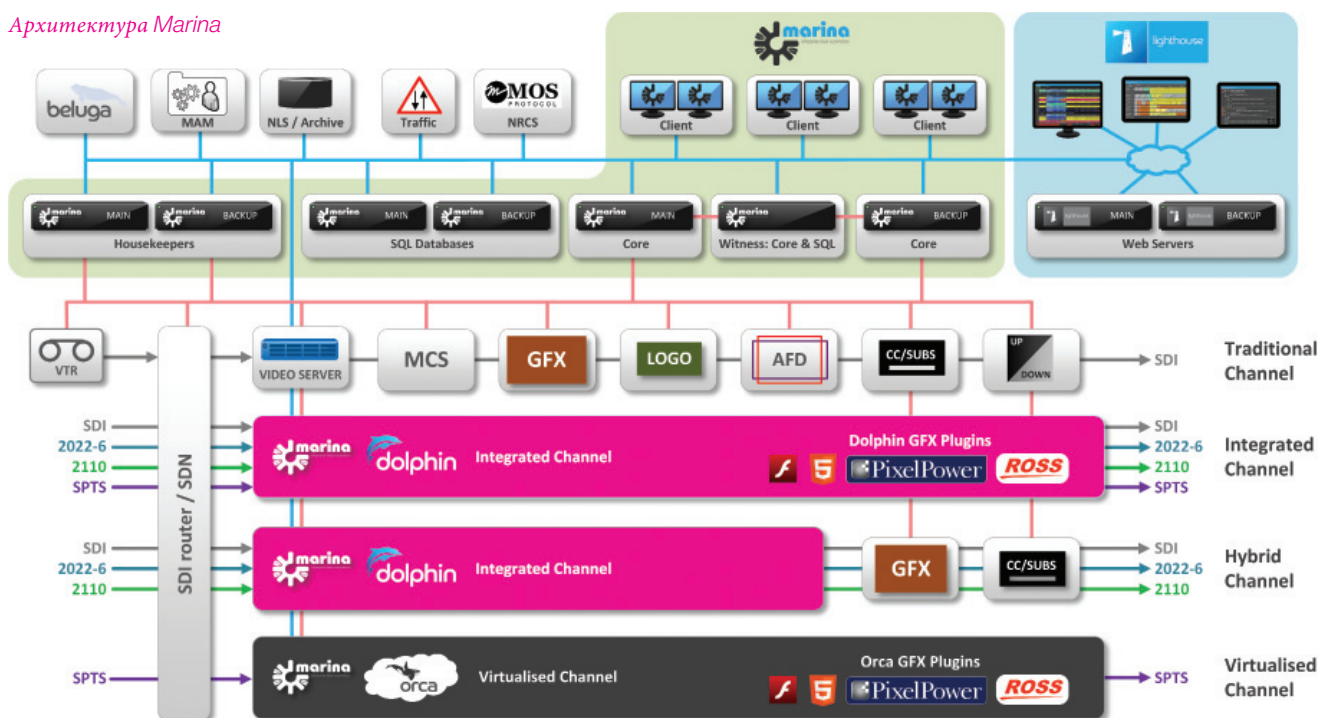 Архитектура Marina
marina
lighthouse
beluga
MAM
NLS / Archive
Traffic
MOS
PROTOCOL
NRCS
Client
Client
Client
marina MAIN
marina BACKUP
Housekeepers
marina MAIN
marina BACKUP
SQL Databases
marina MAIN
Core
marina
Witness: Core & SQL
marina BACKUP
Core
lighthouse MAIN
lighthouse BACKUP
Web Servers
VTR
SDI router / SDN
VIDEO SERVER
MCS
GFX
LOGO
AFD
CC/SUBS
UP
DOWN
SDI
Traditional
Channel
SDI
2022-6
2110
SPTS
marina
dolphin
Integrated Channel
Dolphin GFX Plugins
PixelPower
ROSS
SDI
2022-6
2110
SPTS
Integrated
Channel
SDI
2022-6
2110
marina
dolphin
Integrated Channel
GFX
CC/SUBS
SDI
2022-6
2110
Hybrid
Channel
SPTS
marina
orca
Virtualised Channel
Orca GFX Plugins
PixelPower
ROSS
SPTS
Virtualised
Channel